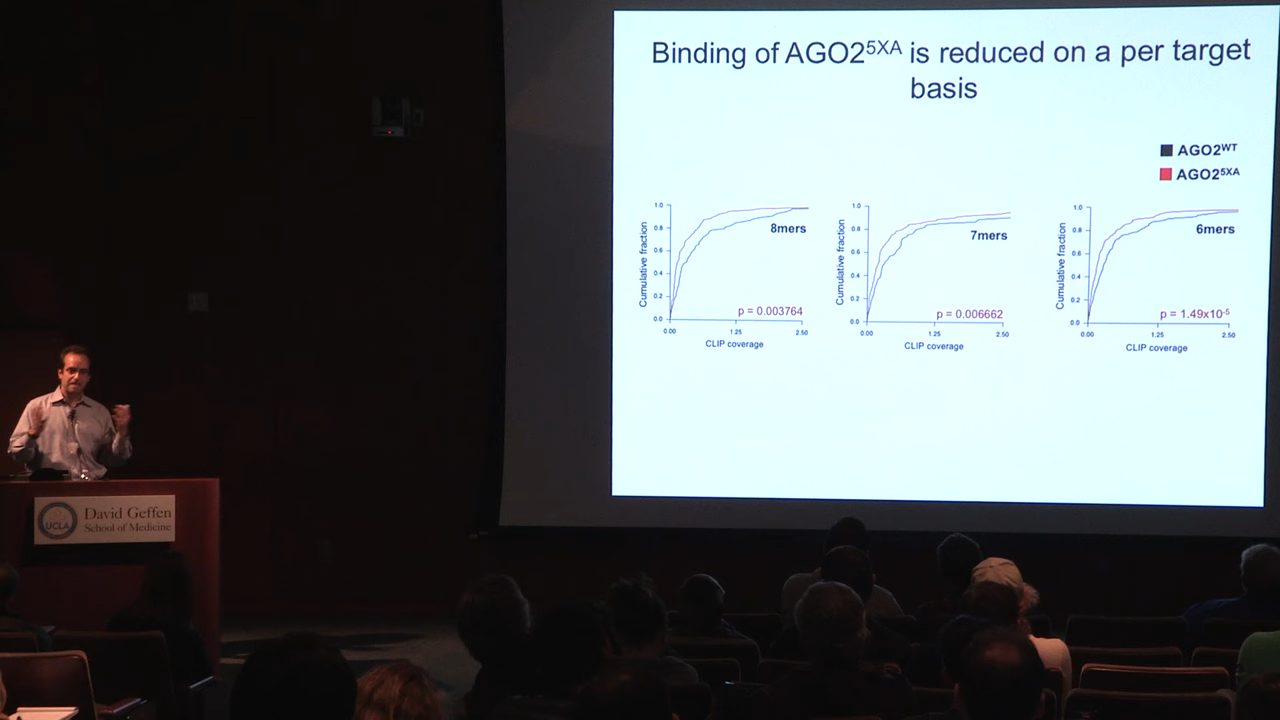 Binding of AGO2⁵ˣᴬ is reduced on a per target
basis
AGO2ᵂᵀ
AGO2⁵ˣᴬ
Cumulative fraction
1.0
0.8
0.6
0.4
0.2
0.0
8mers
p = 0.003764
0.00 1.25 2.50
CLIP coverage
Cumulative fraction
1.0
0.8
0.6
0.4
0.2
0.0
7mers
p = 0.006662
0.00 1.25 2.50
CLIP coverage
Cumulative fraction
1.0
0.8
0.6
0.4
0.2
0.0
6mers
p = 1.49x10⁻⁵
0.00 1.25 2.50
CLIP coverage
UCLA
David Geffen
School of Medicine